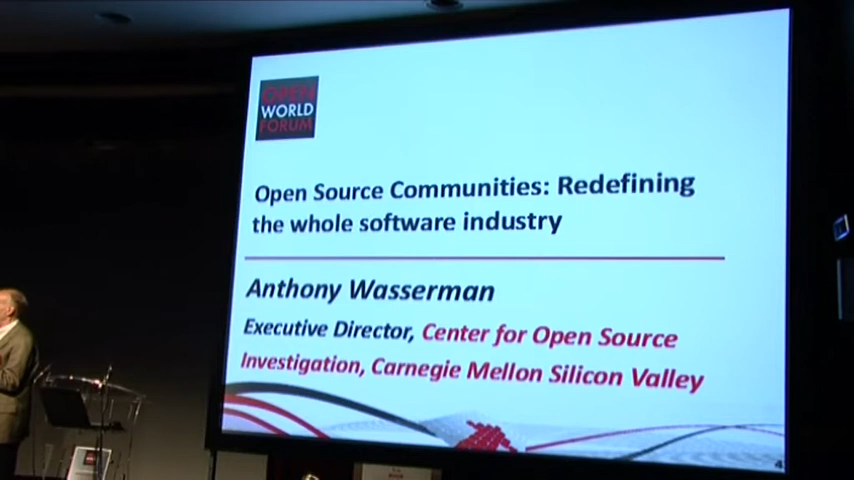 OPEN
WORLD
FORUM
Open Source Communities: Redefining
the whole software industry
Anthony Wasserman
Executive Director, Center for Open Source
Investigation, Carnegie Mellon Silicon Valley